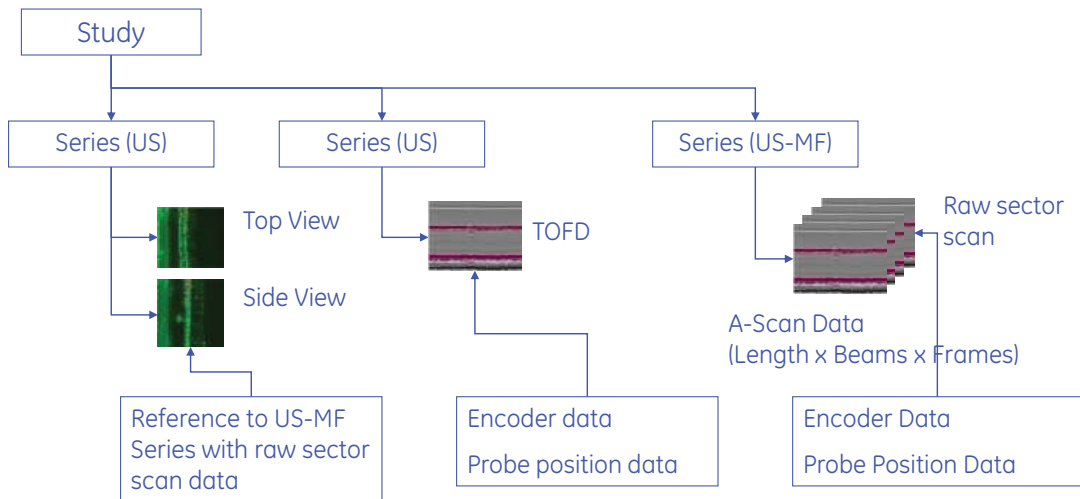 Study
Series (US)
Series (US)
Series (US-MF)
Top View
Side View
TOFD
Raw sector
scan
A-Scan Data
(Length x Beams x Frames)
Reference to US-MF
Series with raw sector
scan data
Encoder data
Probe position data
Encoder Data
Probe Position Data